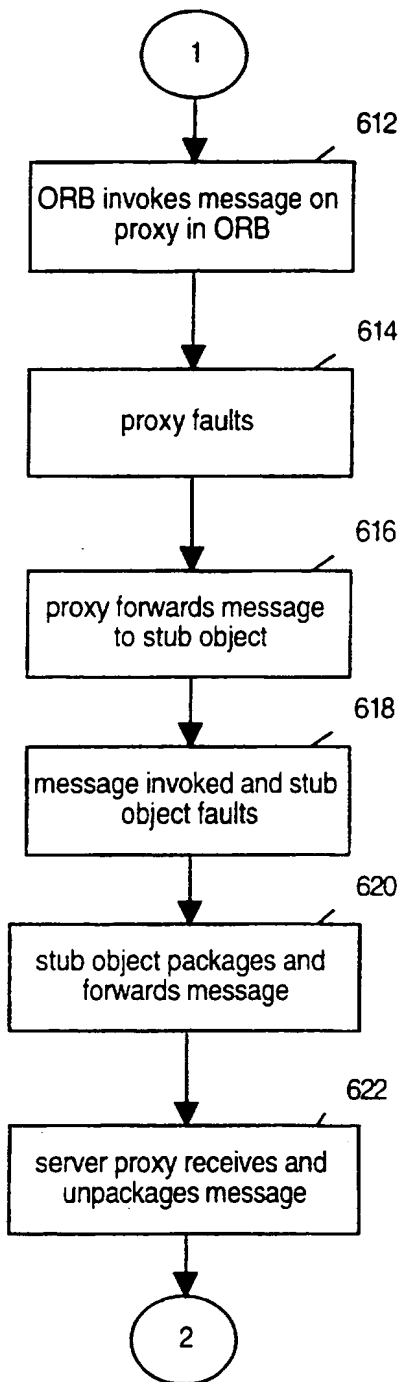 1
612
ORB invokes message on
proxy in ORB
614
proxy faults
616
proxy forwards message
to stub object
618
message invoked and stub
object faults
620
stub object packages and
forwards message
622
server proxy receives and
unpackages message
2